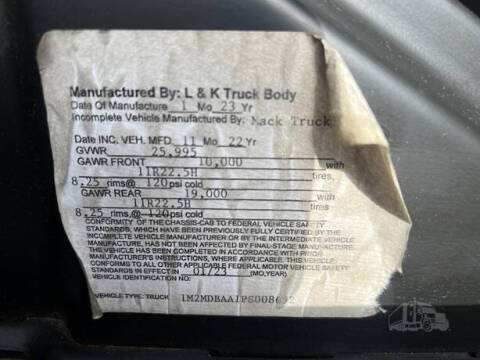 Manufactured By: L & K Truck Body
Date Of Manufacture 1 Mo 23 Yr
Incomplete Vehicle Manufactured By: Mack Truck
Date INC. VEH. MFD 11 Mo 22 Yr
GVWR 25,995
GAWR FRONT 10,000 with
11R22.5H tires,
8.25 rims@ 120 psi cold
GAWR REAR 19,000 with
11R22.5H tires,
8.25 rims@ 120 psi cold
CONFORMITY OF THE CHASSIS-CAB TO FEDERAL VEHICLE SAFETY
STANDARDS, WHICH HAVE BEEN PREVIOUSLY FULLY CERTIFIED BY THE
INCOMPLETE VEHICLE MANUFACTURER OR BY THE INTERMEDIATE VEHICLE
MANUFACTURE, HAS NOT BEEN AFFECTED BY FINAL-STAGE MANUFACTURE.
THE VEHICLE HAS BEEN COMPLETED IN ACCORDANCE WITH PRIOR
MANUFACTURERS INSTRUCTIONS, WHERE APPLICABLE. THIS VEHICLE
CONFORMS TO ALL OTHER APPLICABLE FEDERAL MOTOR VEHICLE SAFETY
STANDARDS IN EFFECT IN 01/23 (MO,YEAR)
VEHICLE IDENTIFICATION NO:
VEHICLE TYPE: TRUCK